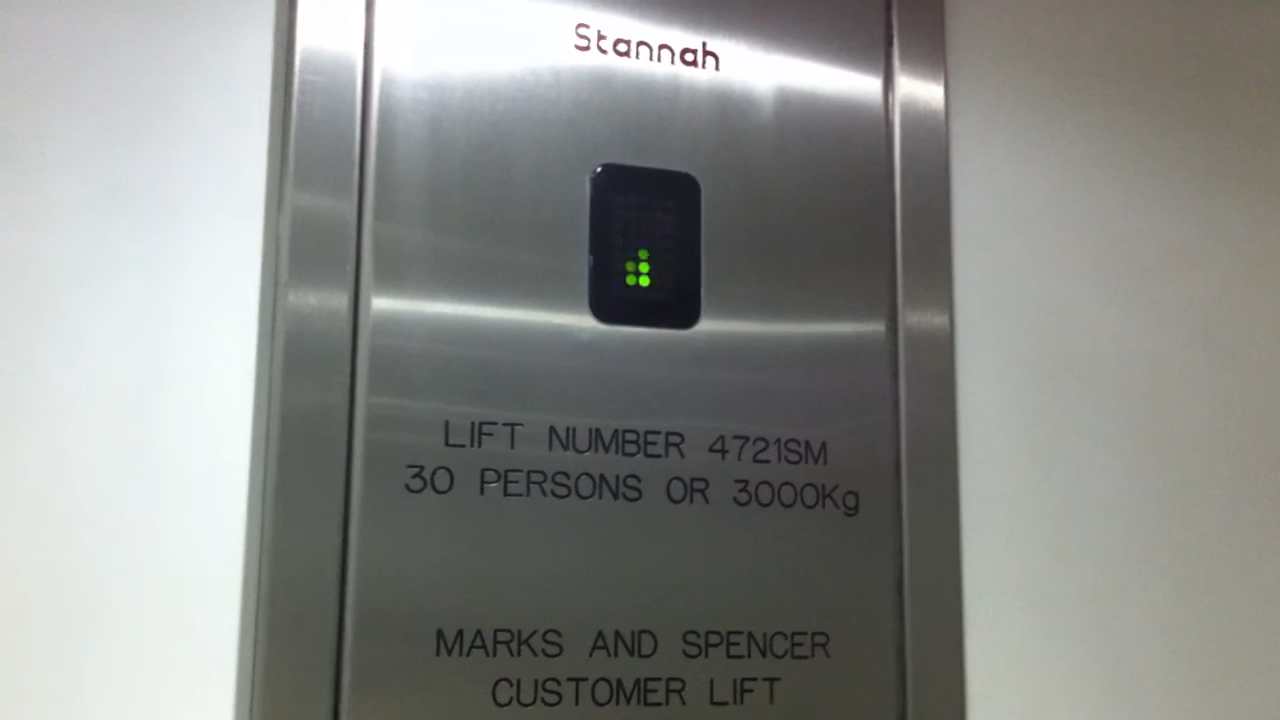 Stannah
LIFT NUMBER 4721SM
30 PERSONS OR 3000Kg
MARKS AND SPENCER
CUSTOMER LIFT